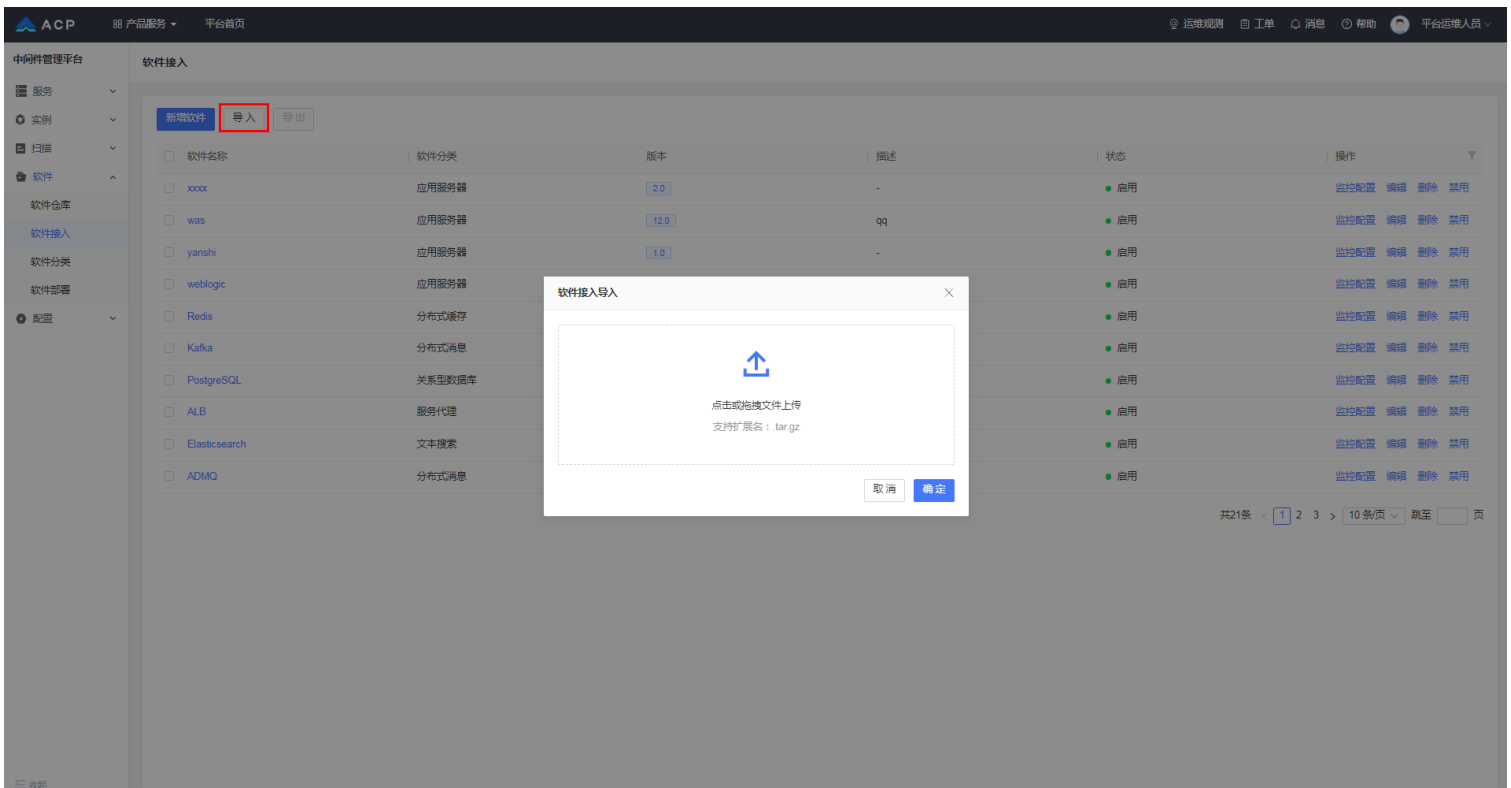 ACP 产品服务 平台首页 运维观测 工单 消息 帮助 平台运维人员
中间件管理平台
服务
实例
扫描
软件
软件仓库
软件接入
软件分类
软件部署
配置
收起
软件接入
新增软件 导入 导出
软件名称 软件分类 版本 描述 状态 操作
xxxx 应用服务器 2.0 - 启用 监控配置 编辑 删除 禁用
was 应用服务器 12.0 qq 启用 监控配置 编辑 删除 禁用
yanshi 应用服务器 1.0 - 启用 监控配置 编辑 删除 禁用
weblogic 应用服务器 启用 监控配置 编辑 删除 禁用
Redis 分布式缓存 启用 监控配置 编辑 删除 禁用
Kafka 分布式消息 启用 监控配置 编辑 删除 禁用
PostgreSQL 关系型数据库 启用 监控配置 编辑 删除 禁用
ALB 服务代理 启用 监控配置 编辑 删除 禁用
Elasticsearch 文本搜索 启用 监控配置 编辑 删除 禁用
ADMQ 分布式消息 启用 监控配置 编辑 删除 禁用
共21条 < 1 2 3 > 10 条/页 跳至 页
软件接入导入
点击或拖拽文件上传
支持扩展名：.tar.gz
取消 确定